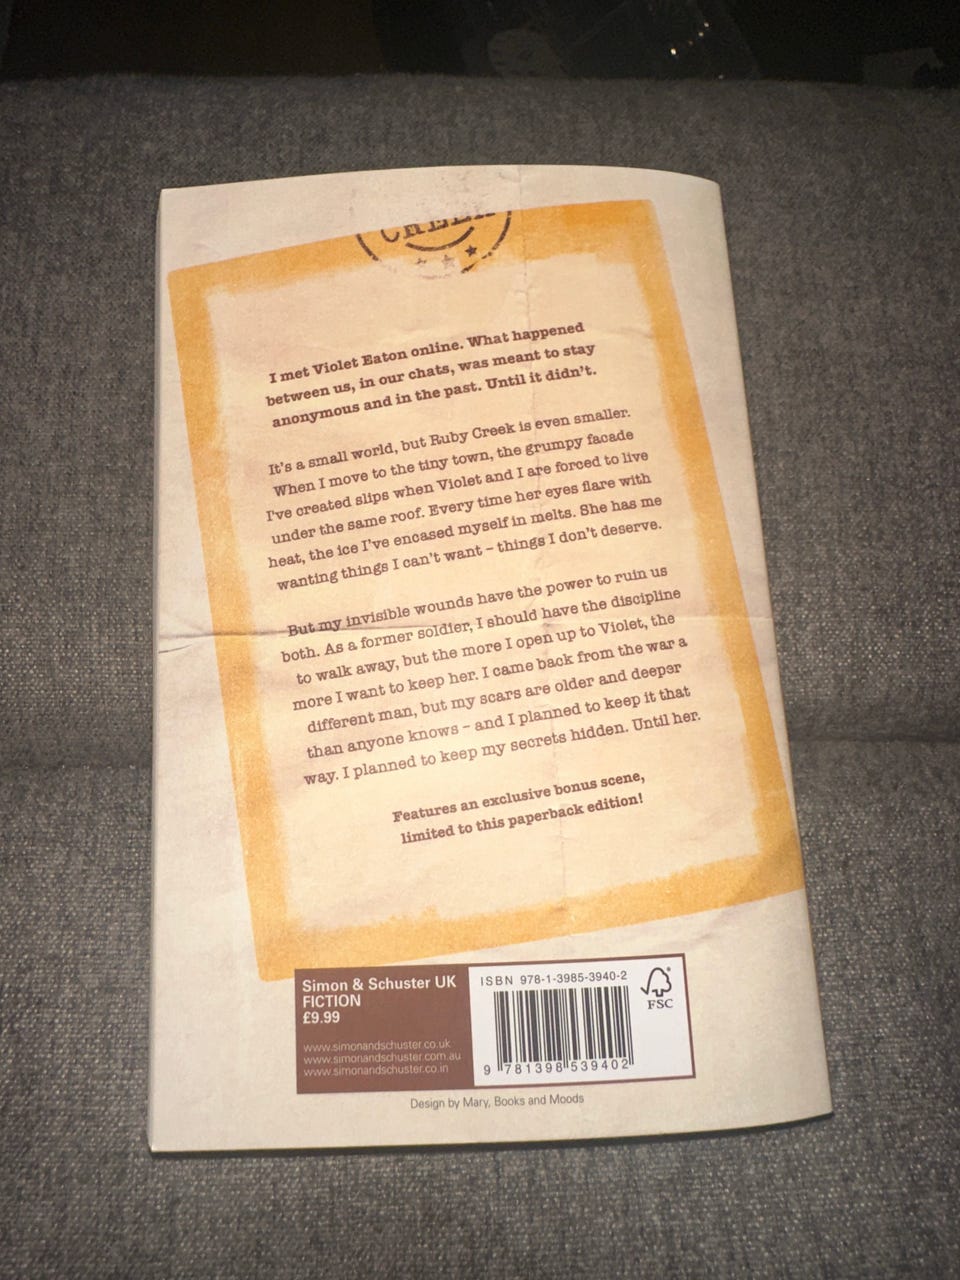 CREEK
I met Violet Eaton online. What happened
between us, in our chats, was meant to stay
anonymous and in the past. Until it didn't.
It's a small world, but Ruby Creek is even smaller.
When I move to the tiny town, the grumpy facade
I've created slips when Violet and I are forced to live
under the same roof. Every time her eyes flare with
heat, the ice I've encased myself in melts. She has me
wanting things I can't want – things I don't deserve.
But my invisible wounds have the power to ruin us
both. As a former soldier, I should have the discipline
to walk away, but the more I open up to Violet, the
more I want to keep her. I came back from the war a
different man, but my scars are older and deeper
than anyone knows – and I planned to keep it that
way. I planned to keep my secrets hidden. Until her.
Features an exclusive bonus scene,
limited to this paperback edition!
Simon & Schuster UK
FICTION
£9.99
www.simonandschuster.co.uk
www.simonandschuster.com.au
www.simonandschuster.co.in
ISBN 978-1-3985-3940-2
9 781398 539402
FSC
Design by Mary, Books and Moods